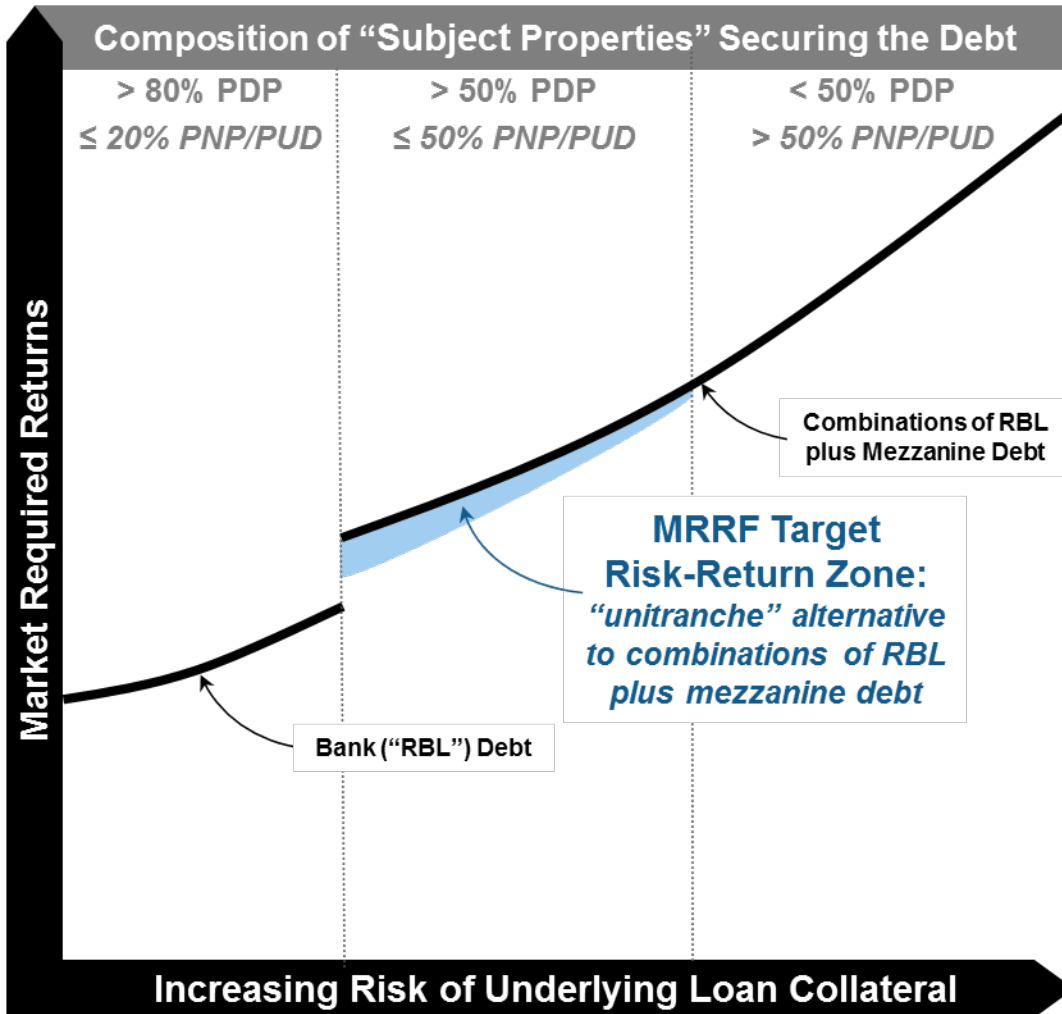 Composition of “Subject Properties” Securing the Debt
> 80% PDP
≤ 20% PNP/PUD
> 50% PDP
≤ 50% PNP/PUD
< 50% PDP
> 50% PNP/PUD
Market Required Returns
Combinations of RBL
plus Mezzanine Debt
MRRF Target
Risk-Return Zone:
“unitranche” alternative
to combinations of RBL
plus mezzanine debt
Bank (“RBL”) Debt
Increasing Risk of Underlying Loan Collateral